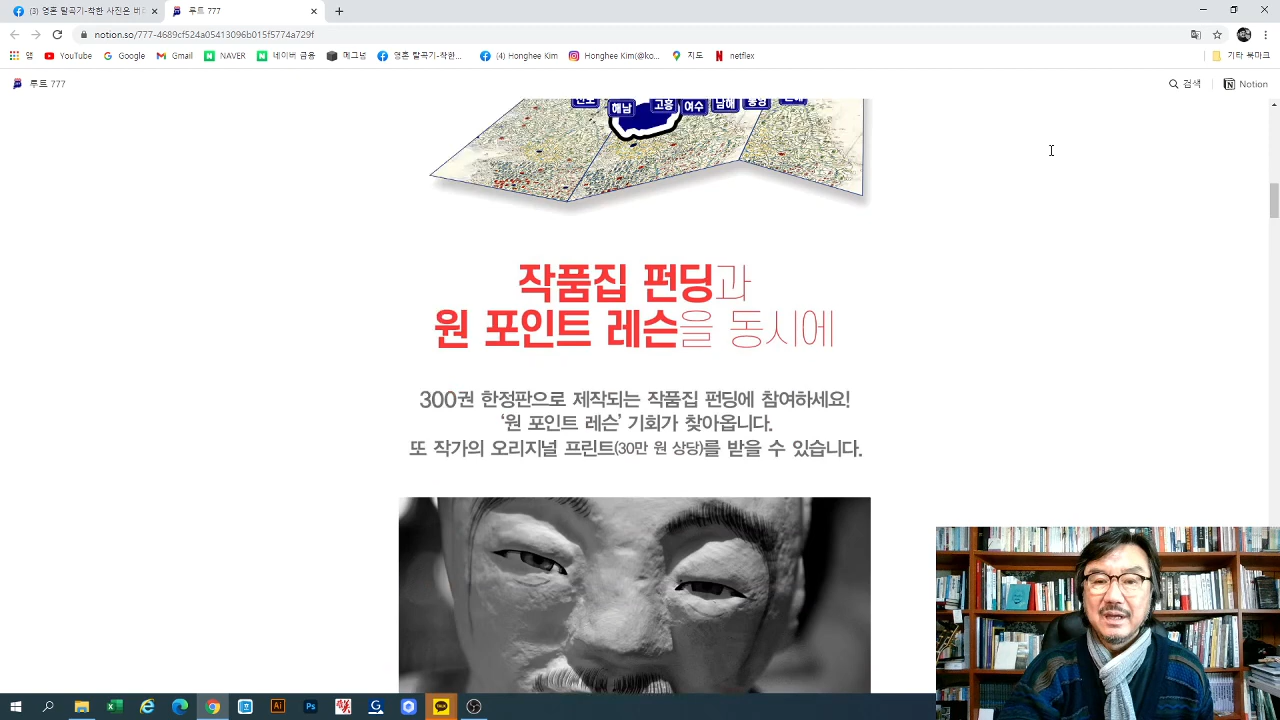 (3) 영혼 탈곡기-착한 사진은 버
루트 777
notion.so/777-4689cf524a05413096b015f5774a729f
앱
YouTube
Google
Gmail
NAVER
네이버 금융
메그넘
영혼 탈곡기-착한...
(4) Honghee Kim
Honghee Kim(@ko...
지도
netflex
기타 북마크
루트 777
검색
Notion
해남
고흥
여수
남해
통영
작품집 펀딩과
원 포인트 레슨을 동시에
300권 한정판으로 제작되는 작품집 펀딩에 참여하세요!
‘원 포인트 레슨’ 기회가 찾아옵니다.
또 작가의 오리지널 프린트(30만 원 상당)를 받을 수 있습니다.
Ai
Ps
TALK